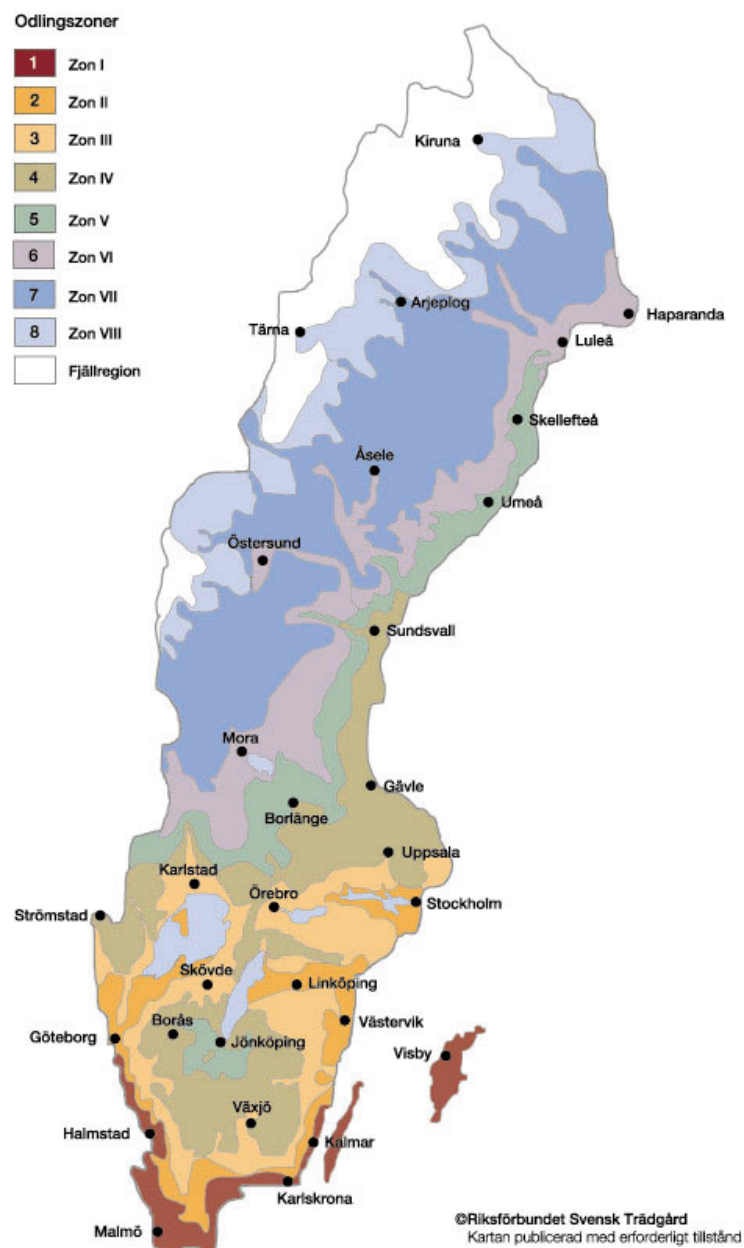 Odlingszoner
1 Zon I
2 Zon II
3 Zon III
4 Zon IV
5 Zon V
6 Zon VI
7 Zon VII
8 Zon VIII
Fjällregion
Kiruna
Arjeplog
Haparanda
Tärna
Luleå
Skellefteå
Åsele
Umeå
Östersund
Sundsvall
Mora
Gävle
Borlänge
Uppsala
Karlstad
Örebro
Stockholm
Strömstad
Skövde
Linköping
Västervik
Borås
Göteborg
Jönköping
Visby
Växjö
Halmstad
Kalmar
Karlskrona
Malmö
©Riksförbundet Svensk Trädgård
Kartan publicerad med erforderligt tillstånd